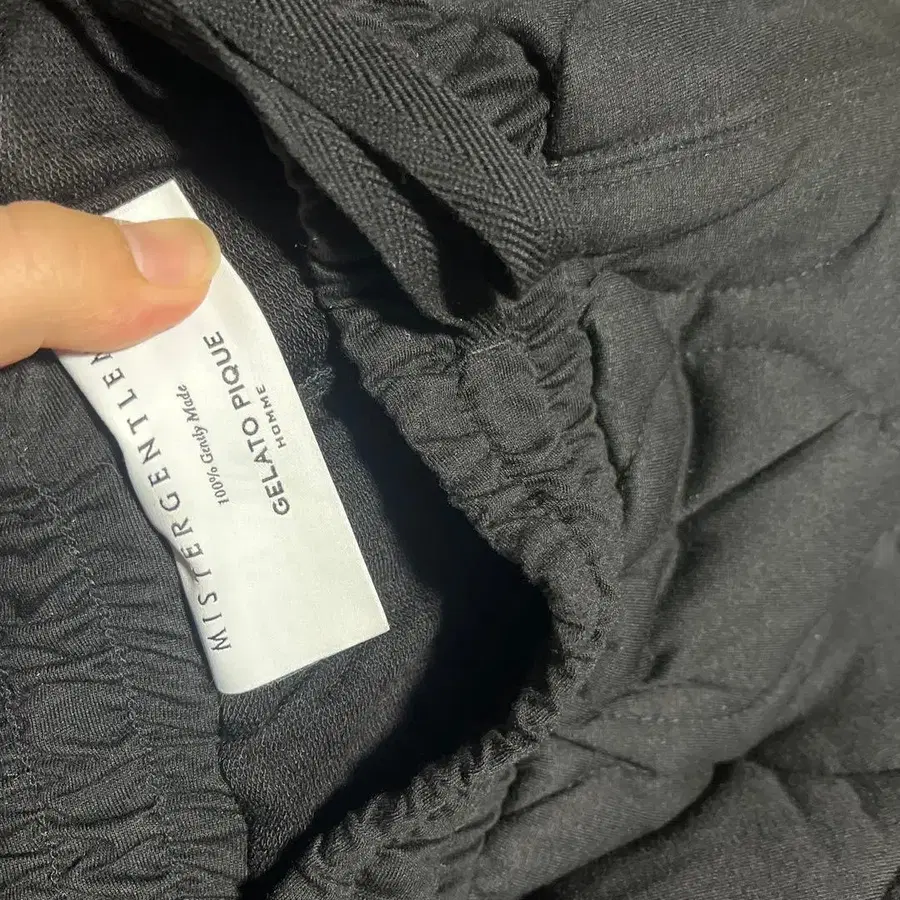 MISTERGENTLEM
100% Gently Made
GELATO PIQUE
HOMME